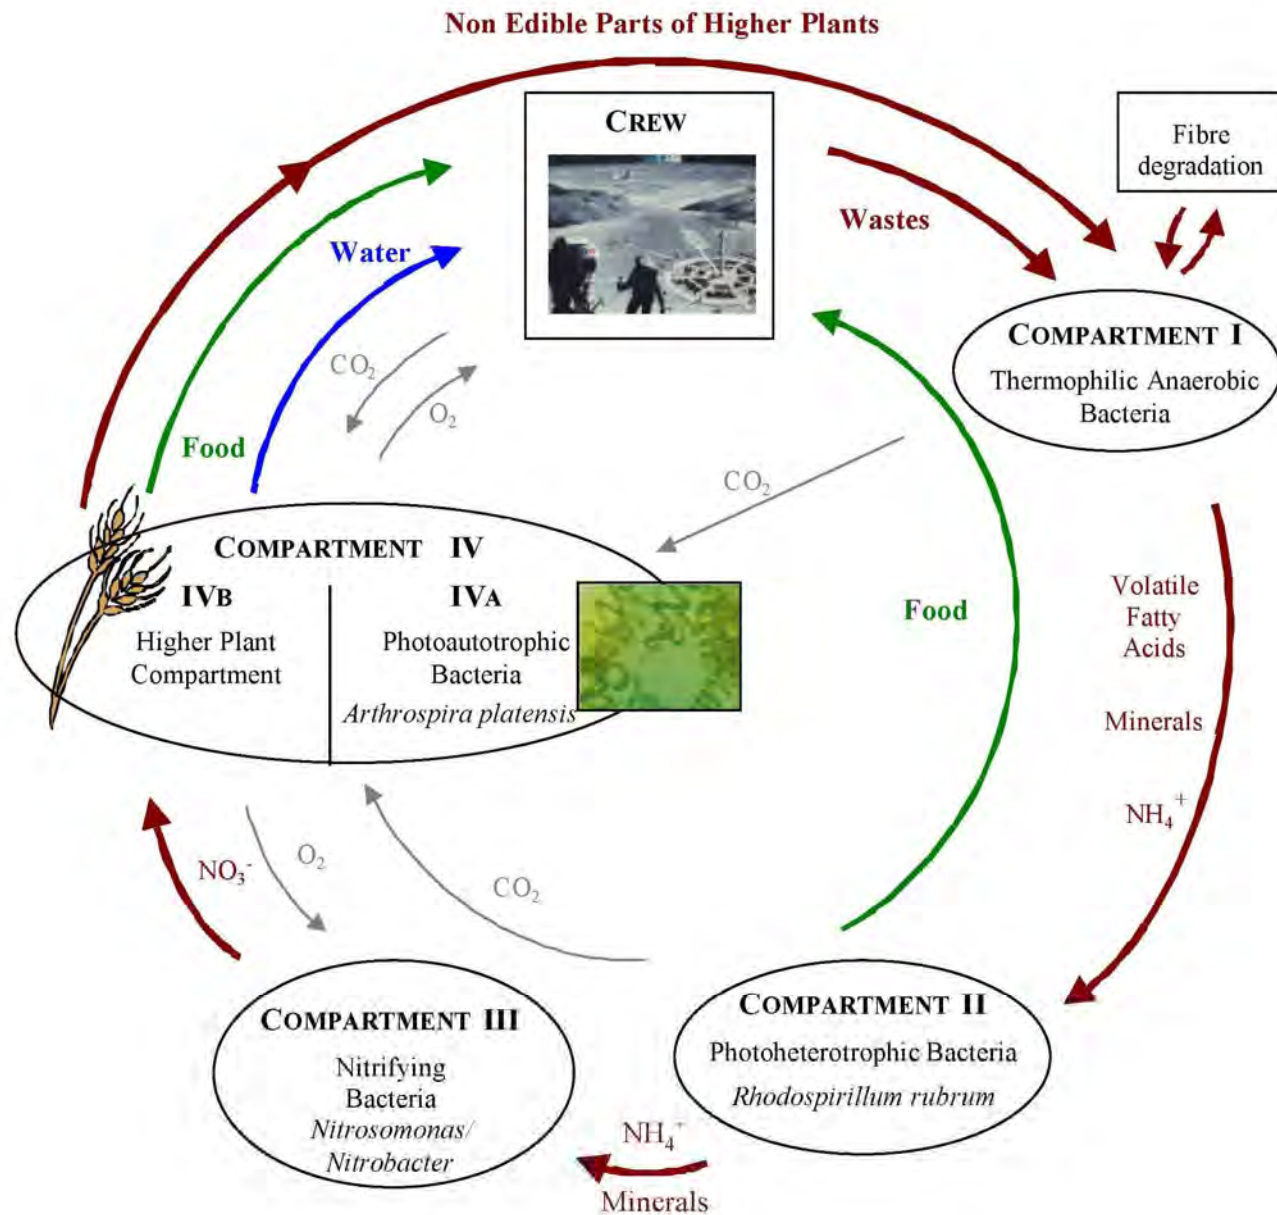 Non Edible Parts of Higher Plants
CREW
Fibre
degradation
Wastes
Water
COMPARTMENT I
Thermophilic Anaerobic
Bacteria
CO₂
O₂
Food
CO₂
COMPARTMENT IV
IVB
Higher Plant
Compartment
IVA
Photoautotrophic
Bacteria
Arthrospira platensis
Food
Volatile
Fatty
Acids
Minerals
NH₄⁺
NO₃⁻
O₂
CO₂
COMPARTMENT III
Nitrifying
Bacteria
Nitrosomonas/
Nitrobacter
COMPARTMENT II
Photoheterotrophic Bacteria
Rhodospirillum rubrum
NH₄⁺
Minerals